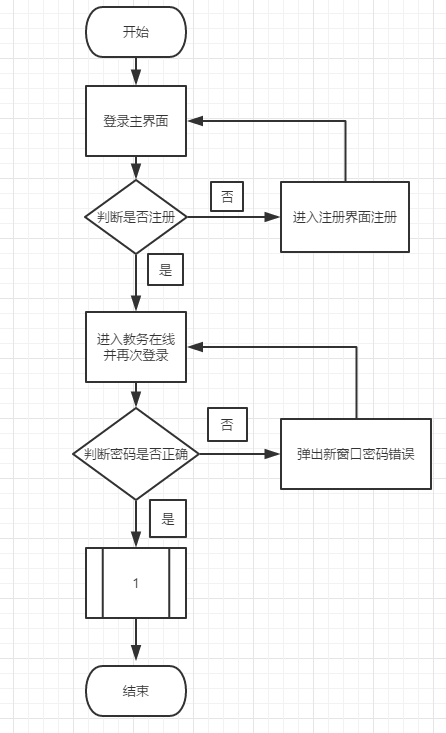 开始
登录主界面
判断是否注册
否
进入注册界面注册
是
进入教务在线
并再次登录
否
判断密码是否正确
弹出新窗口密码错误
是
1
结束